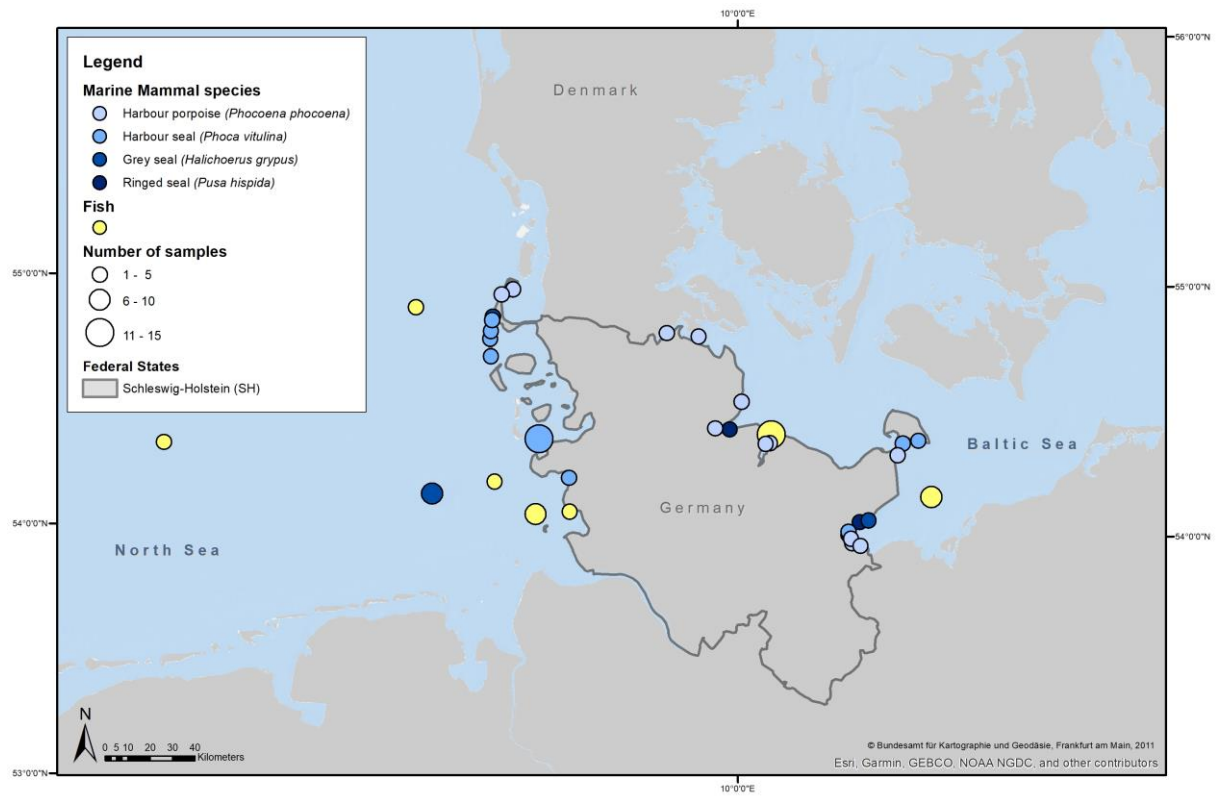 10°0'0"E
56°0'0"N
Legend
Marine Mammal species
Harbour porpoise (Phocoena phocoena)
Harbour seal (Phoca vitulina)
Grey seal (Halichoerus grypus)
Ringed seal (Pusa hispida)
Fish
Number of samples
1 - 5
6 - 10
11 - 15
Federal States
Schleswig-Holstein (SH)
Denmark
55°0'0"N
55°0'0"N
Baltic Sea
Germany
54°0'0"N
54°0'0"N
North Sea
N
0 5 10 20 30 40
Kilometers
© Bundesamt für Kartographie und Geodäsie, Frankfurt am Main, 2011
Esri, Garmin, GEBCO, NOAA NGDC, and other contributors
53°0'0"N
10°0'0"E